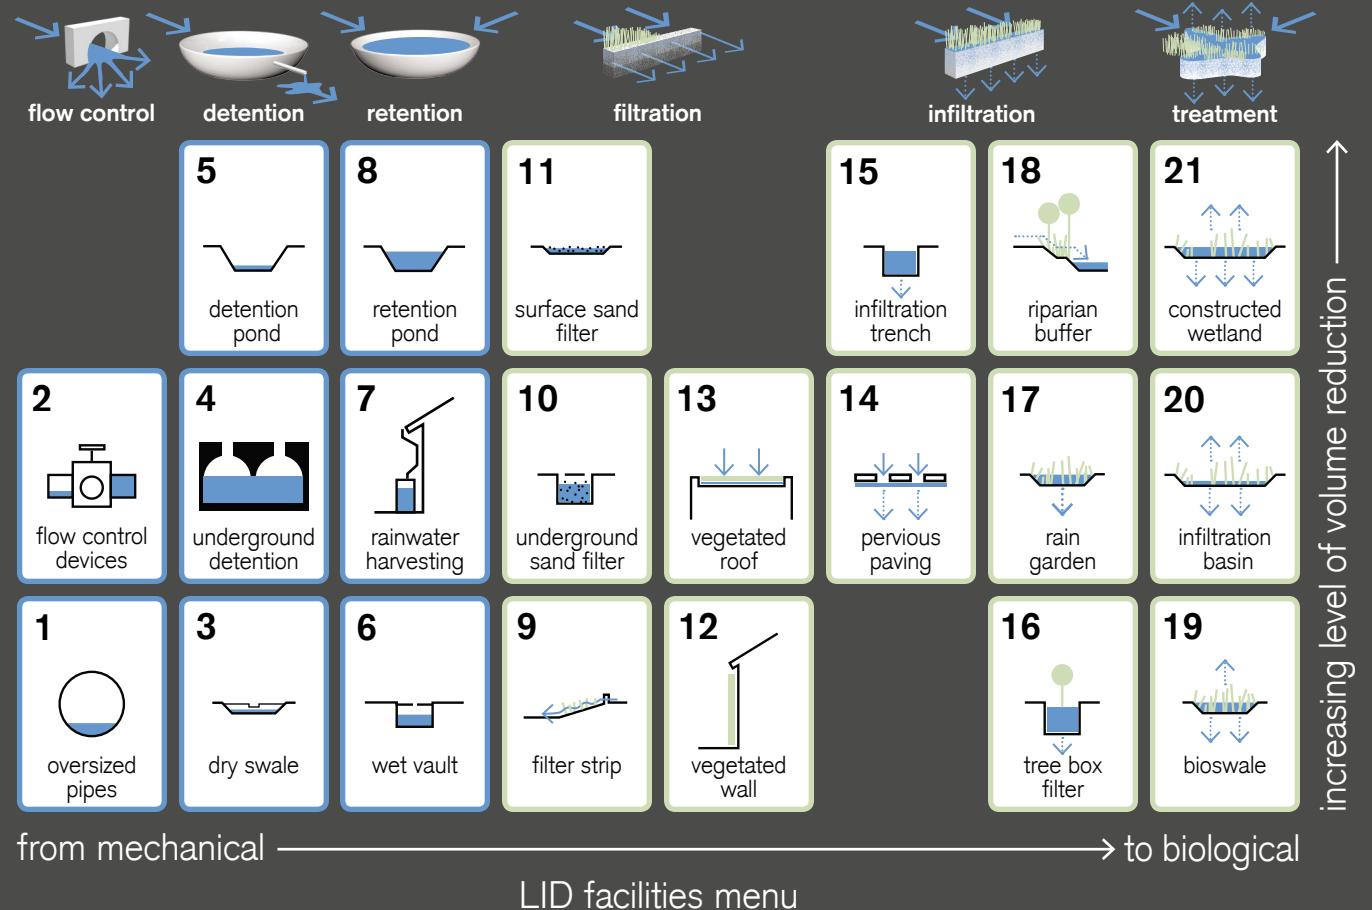 flow control
detention
retention
filtration
infiltration
treatment
5
detention
pond
8
retention
pond
11
surface sand
filter
15
infiltration
trench
18
riparian
buffer
21
constructed
wetland
2
flow control
devices
4
underground
detention
7
rainwater
harvesting
10
underground
sand filter
13
vegetated
roof
14
pervious
paving
17
rain
garden
20
infiltration
basin
1
oversized
pipes
3
dry swale
6
wet vault
9
filter strip
12
vegetated
wall
16
tree box
filter
19
bioswale
increasing level of volume reduction
from mechanical
to biological
LID facilities menu